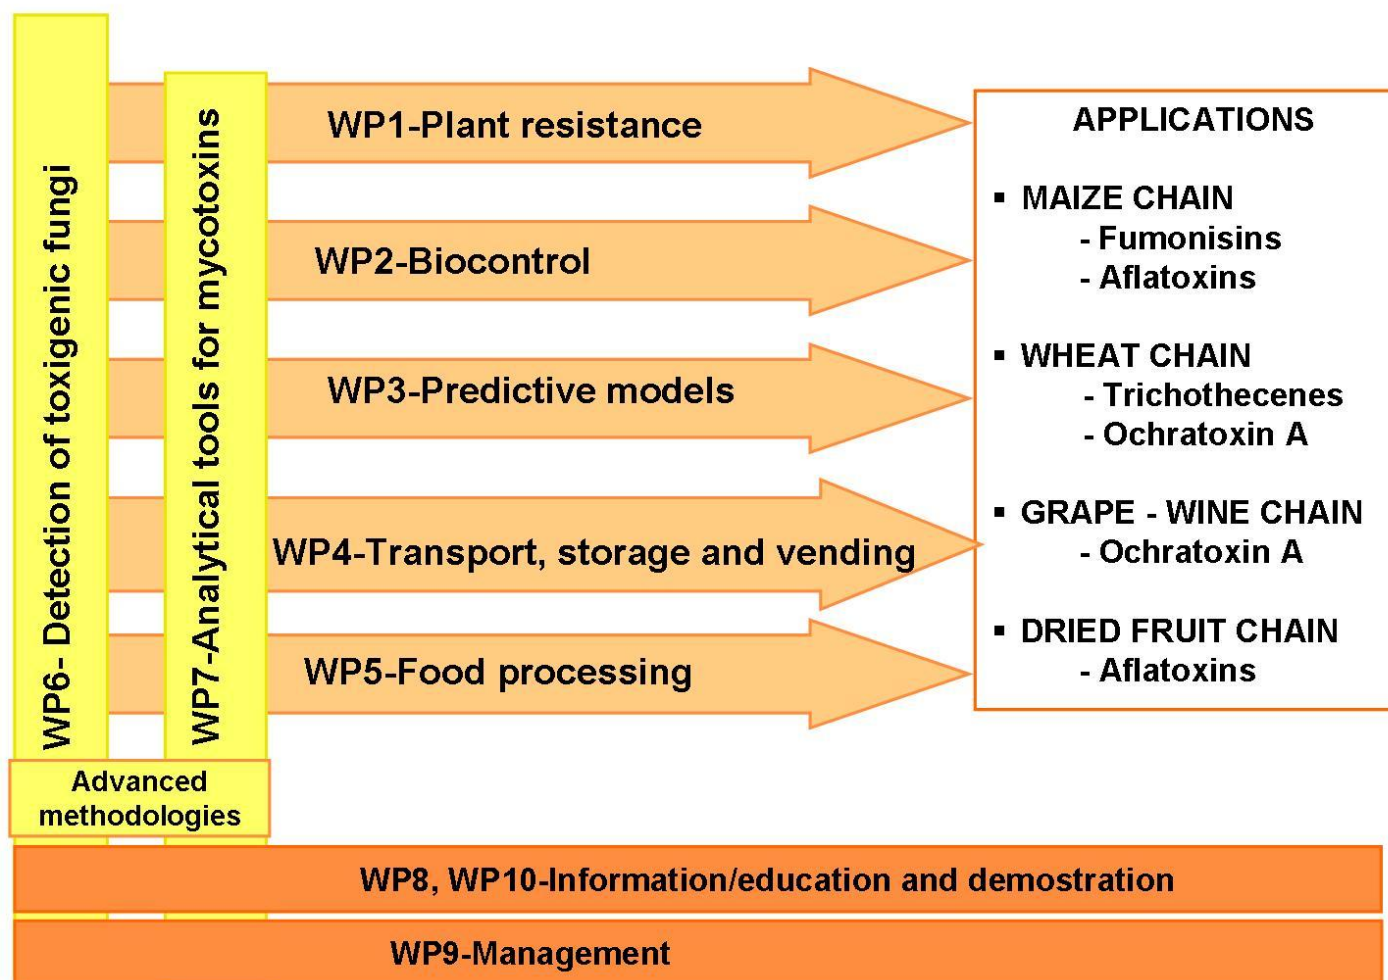 WP6- Detection of toxigenic fungi
WP7-Analytical tools for mycotoxins
Advanced
methodologies
WP1-Plant resistance
WP2-Biocontrol
WP3-Predictive models
WP4-Transport, storage and vending
WP5-Food processing
APPLICATIONS
▪ MAIZE CHAIN
- Fumonisins
- Aflatoxins
▪ WHEAT CHAIN
- Trichothecenes
- Ochratoxin A
▪ GRAPE - WINE CHAIN
- Ochratoxin A
▪ DRIED FRUIT CHAIN
- Aflatoxins
WP8, WP10-Information/education and demostration
WP9-Management